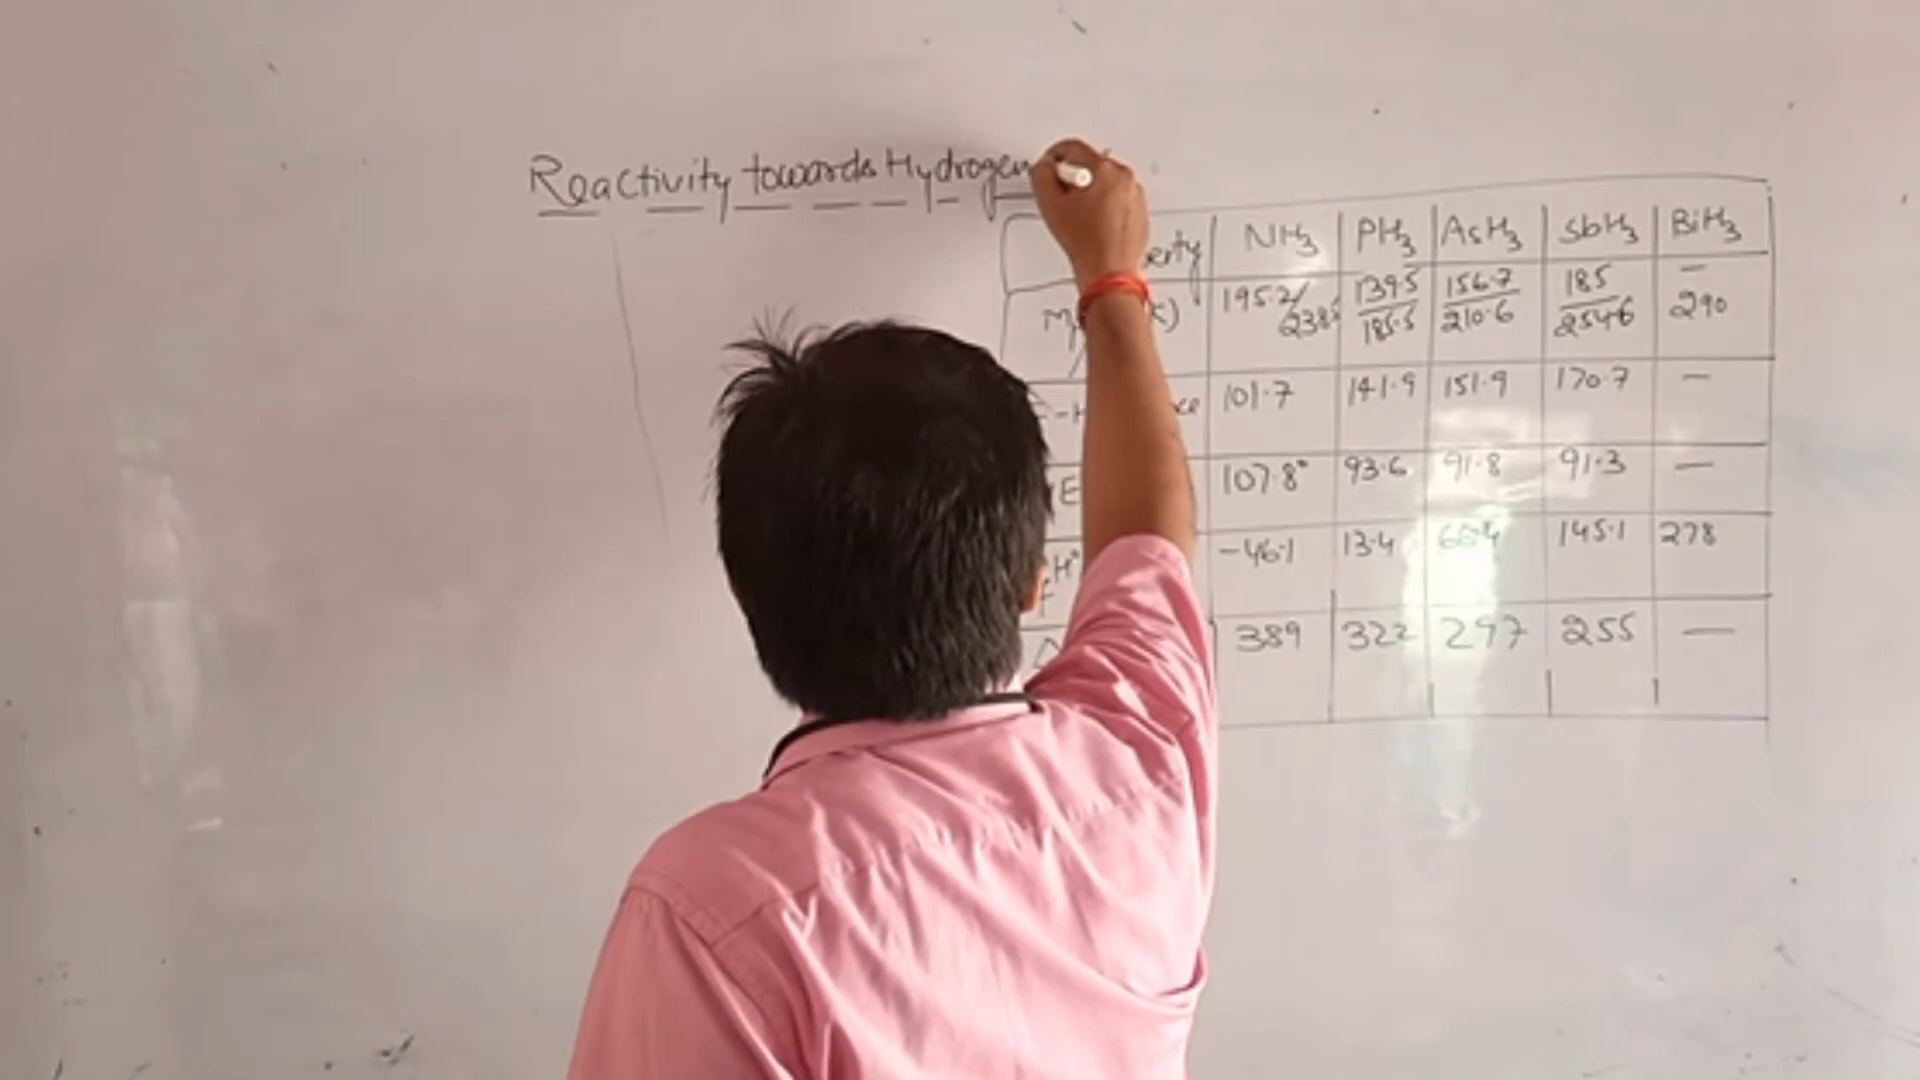 Reactivity towards Hydrogen
NH3 PH3 AsH3 SbH3 BiH3
195.2/ 139.5 156.7 185 —
185.5 210.6 254.6 290
101.7 141.9 151.9 170.7 —
107.8° 93.6 91.8 91.3 —
-46.1 13.4 66.4 145.1 278
389 322 297 255 —